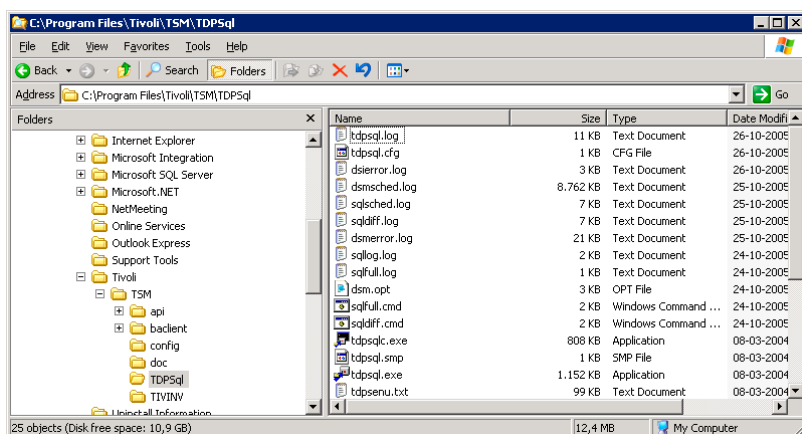 C:\Program Files\Tivoli\TSM\TDPSql
File Edit View Favorites Tools Help
Back Search Folders
Address C:\Program Files\Tivoli\TSM\TDPSql Go
Folders x
Internet Explorer
Microsoft Integration
Microsoft SQL Server
Microsoft.NET
NetMeeting
Online Services
Outlook Express
Support Tools
Tivoli
TSM
api
baclient
config
doc
TDPSql
TIVINV
Uninstall Information
Name Size Type Date Modifi
tdpsql.log 11 KB Text Document 26-10-2005
tdpsql.cfg 1 KB CFG File 26-10-2005
dsierror.log 3 KB Text Document 26-10-2005
dsmsched.log 8.762 KB Text Document 25-10-2005
sqlsched.log 7 KB Text Document 25-10-2005
sqldiff.log 7 KB Text Document 25-10-2005
dsmerror.log 21 KB Text Document 25-10-2005
sqllog.log 2 KB Text Document 24-10-2005
sqlfull.log 1 KB Text Document 24-10-2005
dsm.opt 3 KB OPT File 24-10-2005
sqlfull.cmd 2 KB Windows Command ... 24-10-2005
sqldiff.cmd 2 KB Windows Command ... 24-10-2005
tdpsqlc.exe 808 KB Application 08-03-2004
tdpsql.smp 1 KB SMP File 08-03-2004
tdpsql.exe 1.152 KB Application 08-03-2004
tdpsenu.txt 99 KB Text Document 08-03-2004
25 objects (Disk free space: 10,9 GB) 12,4 MB My Computer